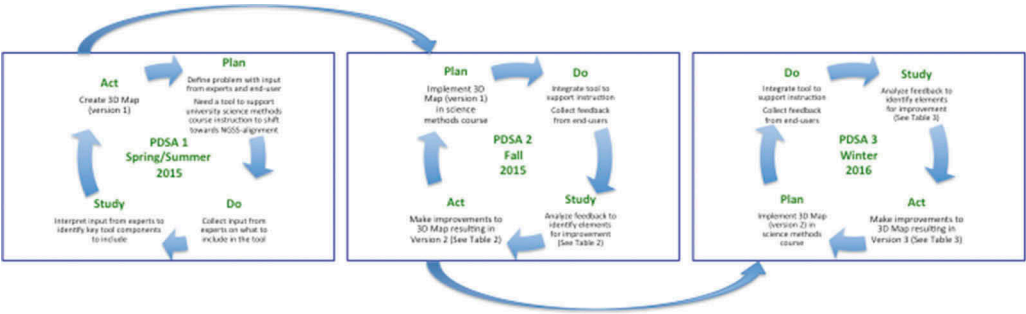 Plan
Define problem with input
from experts and end-user
Need a tool to support
university science methods
course instruction to shift
towards NGSS-alignment
Act
Create 3D Map
(version 1)
PDSA 1
Spring/Summer
2015
Study
Interpret input from experts to
identify key tool components
to include
Do
Collect input from
experts on what to
include in the tool
Plan
Implement 3D
Map (version 1)
in science
methods course
Do
Integrate tool to
support instruction
Collect feedback
from end-users
PDSA 2
Fall
2015
Act
Make improvements to
3D Map resulting in
Version 2 (See Table 2)
Study
Analyze feedback to
identify elements
for improvement
(See Table 2)
Do
Integrate tool to
support instruction
Collect feedback
from end-users
Study
Analyze feedback to
identify elements
for improvement
(See Table 3)
PDSA 3
Winter
2016
Plan
Implement 3D Map
(version 2) in
science methods
course
Act
Make improvements to
3D Map resulting in
Version 3 (See Table 3)